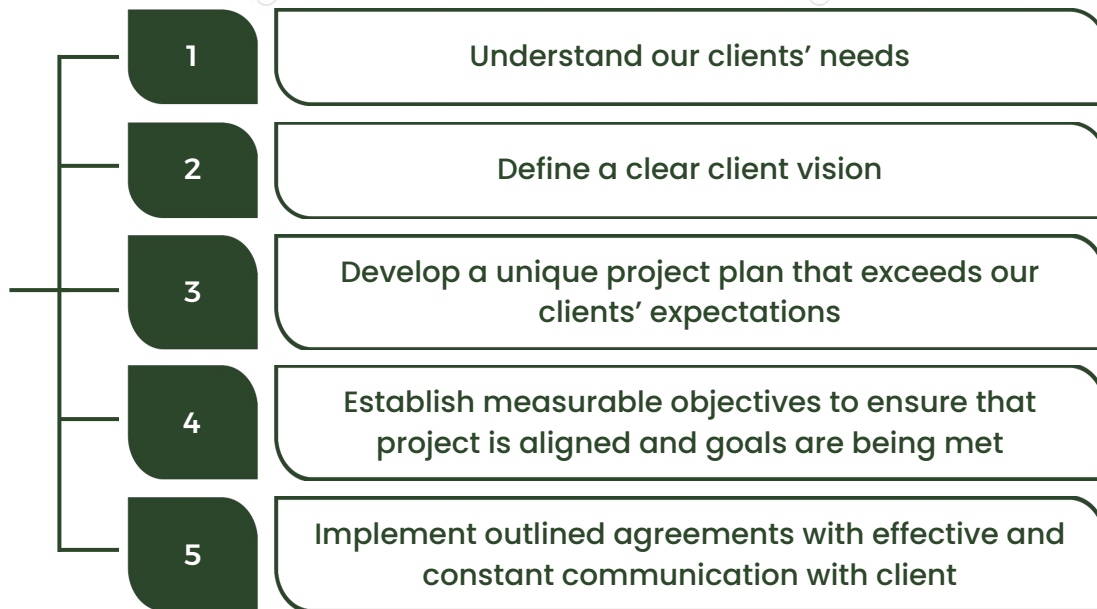 1
Understand our clients’ needs
2
Define a clear client vision
3
Develop a unique project plan that exceeds our
clients’ expectations
4
Establish measurable objectives to ensure that
project is aligned and goals are being met
5
Implement outlined agreements with effective and
constant communication with client